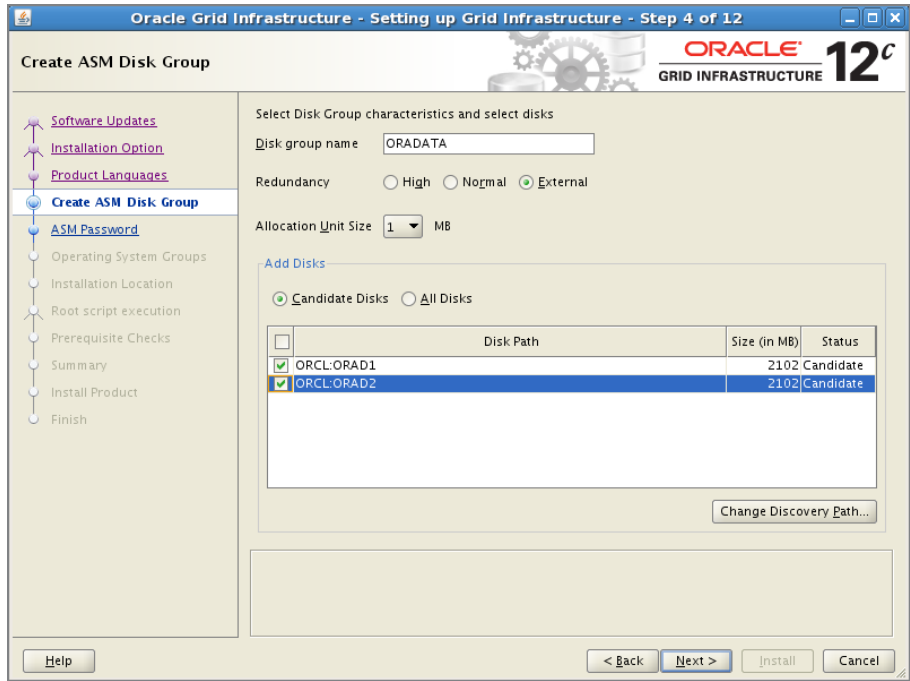 Oracle Grid Infrastructure - Setting up Grid Infrastructure - Step 4 of 12
Create ASM Disk Group
ORACLE
GRID INFRASTRUCTURE
12c
Software Updates
Installation Option
Product Languages
Create ASM Disk Group
ASM Password
Operating System Groups
Installation Location
Root script execution
Prerequisite Checks
Summary
Install Product
Finish
Select Disk Group characteristics and select disks
Disk group name ORADATA
Redundancy High Normal External
Allocation Unit Size 1 MB
Add Disks
Candidate Disks All Disks
Disk Path Size (in MB) Status
ORCL:ORAD1 2102 Candidate
ORCL:ORAD2 2102 Candidate
Change Discovery Path...
Help < Back Next > Install Cancel